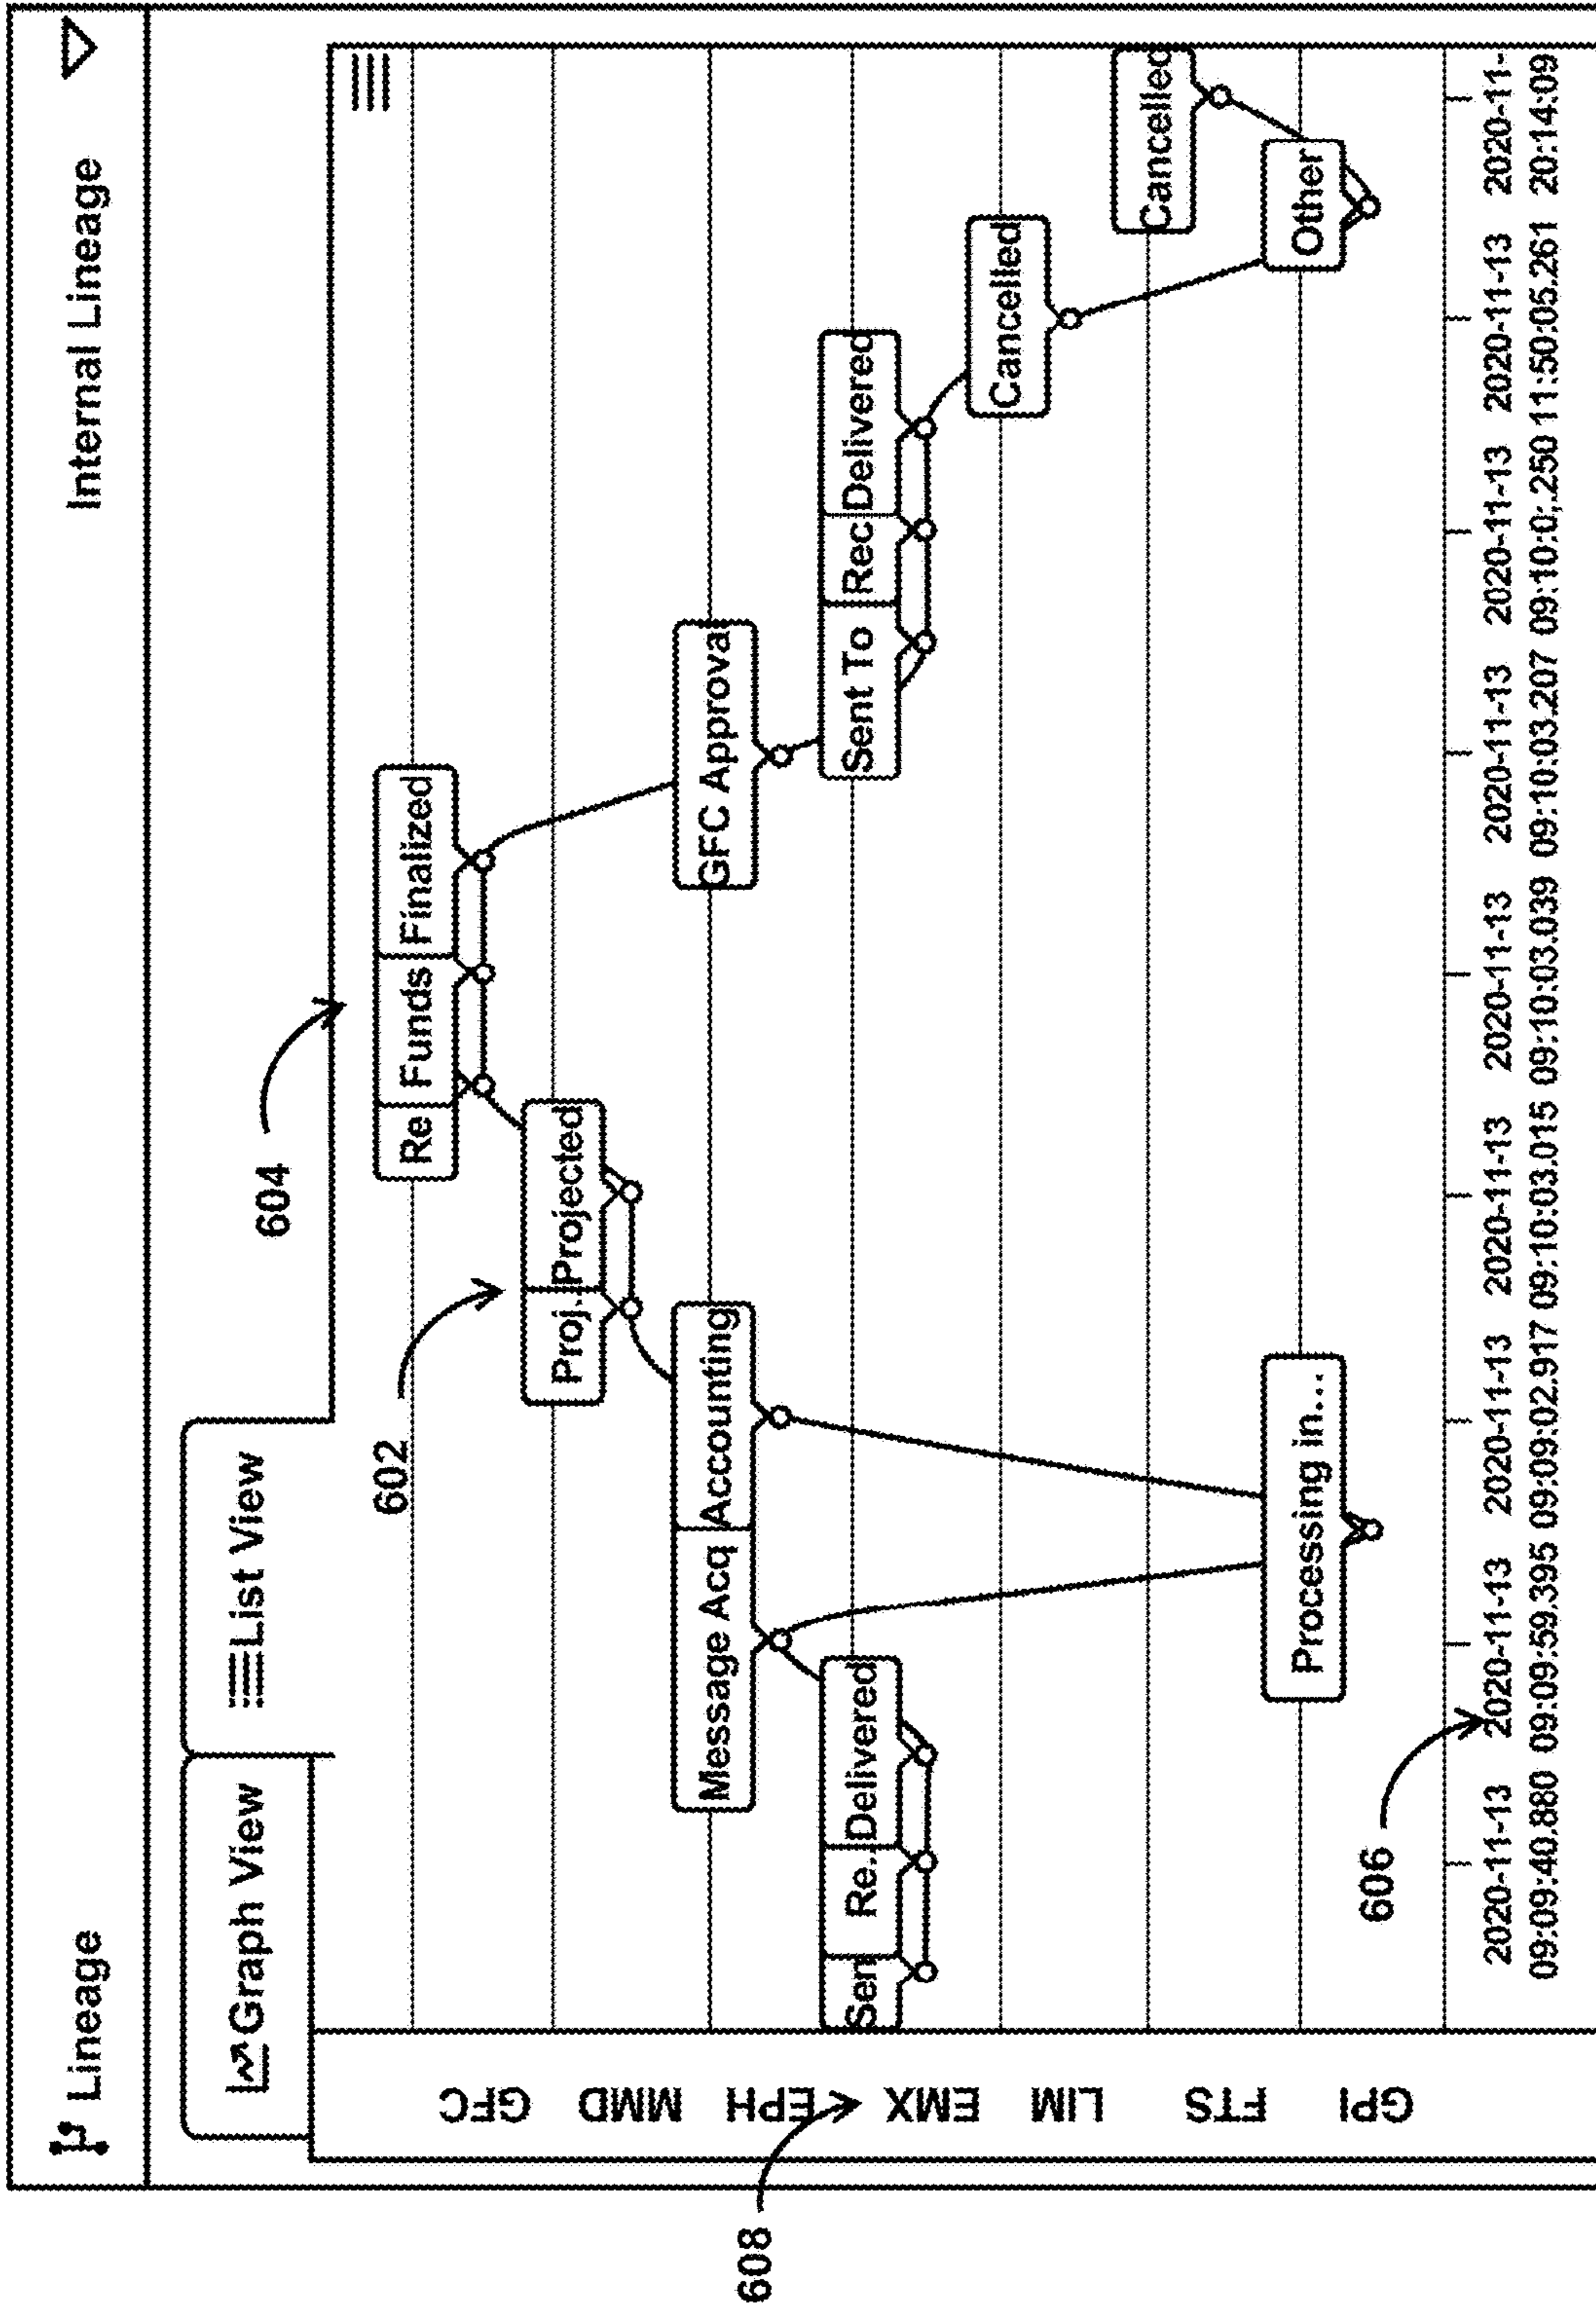 Lineage
Internal Lineage
Graph View
List View
604
602
606
608
GFC
MMD
EPH
EMX
LIM
FTS
GPI
Re
Funds
Finalized
Proj..
Projected
Message Acq
Accounting
GFC Approval
Sen
Re..
Delivered
Sent To
Rec
Delivered
Cancelled
Cancelled
Processing in...
Other
2020-11-13 2020-11-13 2020-11-13 2020-11-13 2020-11-13 2020-11-13 2020-11-13 2020-11-13 2020-11-
09:09:40.880 09:09:59.395 09:09:02.917 09:10:03.015 09:10:03.039 09:10:03.207 09:10:0;.250 11:50:05.261 20:14:09